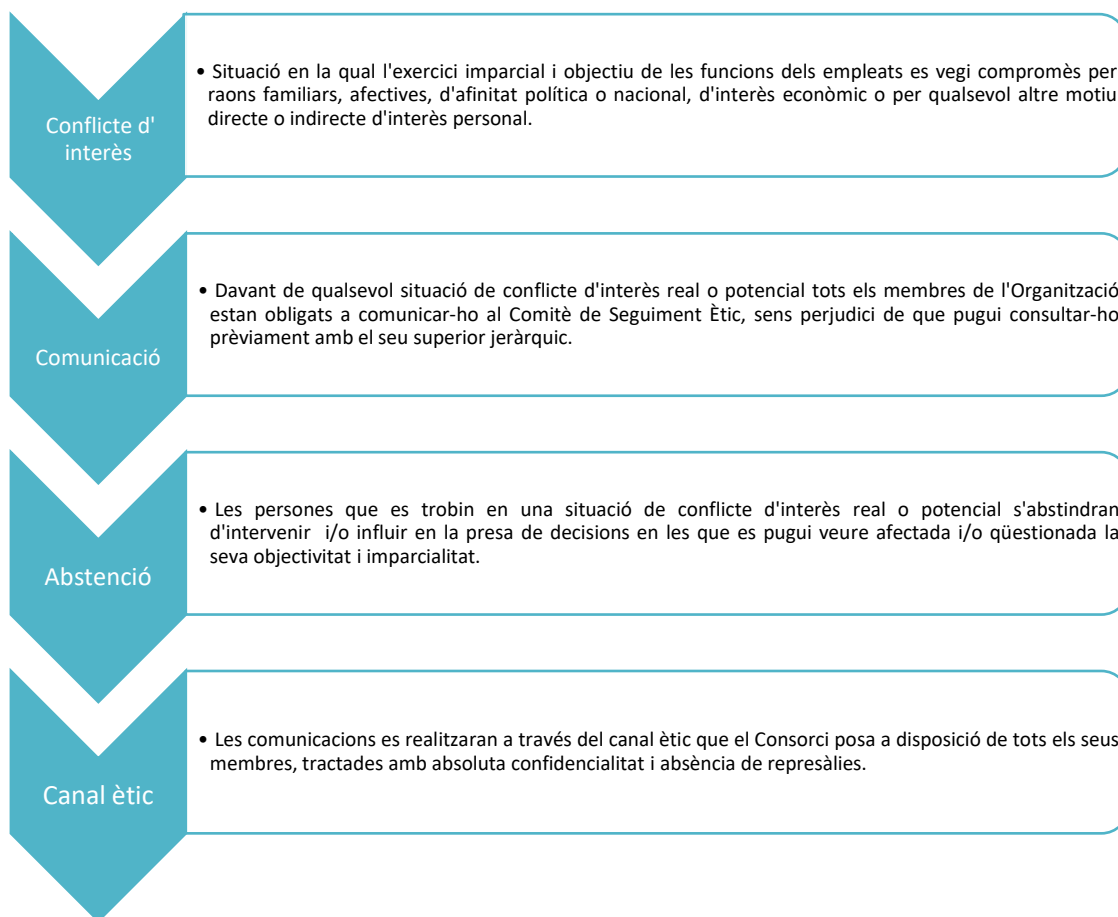 Conflicte d'
interès
• Situació en la qual l'exercici imparcial i objectiu de les funcions dels empleats es vegi compromès per
raons familiars, afectives, d'afinitat política o nacional, d'interès econòmic o per qualsevol altre motiu
directe o indirecte d'interès personal.
Comunicació
• Davant de qualsevol situació de conflicte d'interès real o potencial tots els membres de l'Organització
estan obligats a comunicar-ho al Comitè de Seguiment Ètic, sens perjudici de que pugui consultar-ho
prèviament amb el seu superior jeràrquic.
Abstenció
• Les persones que es trobin en una situació de conflicte d'interès real o potencial s'abstindran
d'intervenir i/o influir en la presa de decisions en les que es pugui veure afectada i/o qüestionada la
seva objectivitat i imparcialitat.
Canal ètic
• Les comunicacions es realitzaran a través del canal ètic que el Consorci posa a disposició de tots els seus
membres, tractades amb absoluta confidencialitat i absència de represàlies.